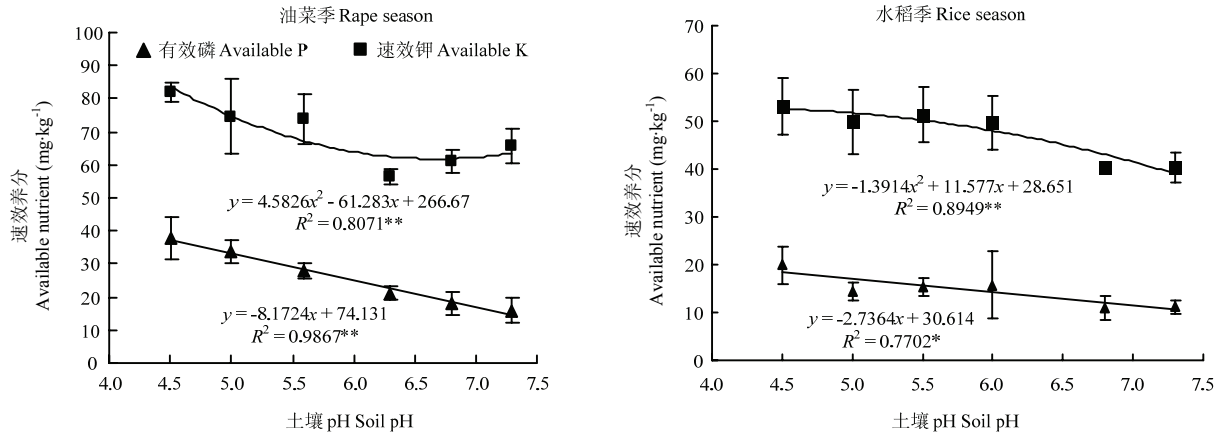 油菜季 Rape season
100
90
80
70
60
50
40
30
20
10
0
速效养分
Available nutrient (mg·kg⁻¹)
▲ 有效磷 Available P ■ 速效钾 Available K
y = 4.5826x² - 61.283x + 266.67
R² = 0.8071**
y = -8.1724x + 74.131
R² = 0.9867**
4.0 4.5 5.0 5.5 6.0 6.5 7.0 7.5
土壤 pH Soil pH
水稻季 Rice season
70
60
50
40
30
20
10
0
速效养分
Available nutrient (mg·kg⁻¹)
y = -1.3914x² + 11.577x + 28.651
R² = 0.8949**
y = -2.7364x + 30.614
R² = 0.7702*
4.0 4.5 5.0 5.5 6.0 6.5 7.0 7.5
土壤 pH Soil pH